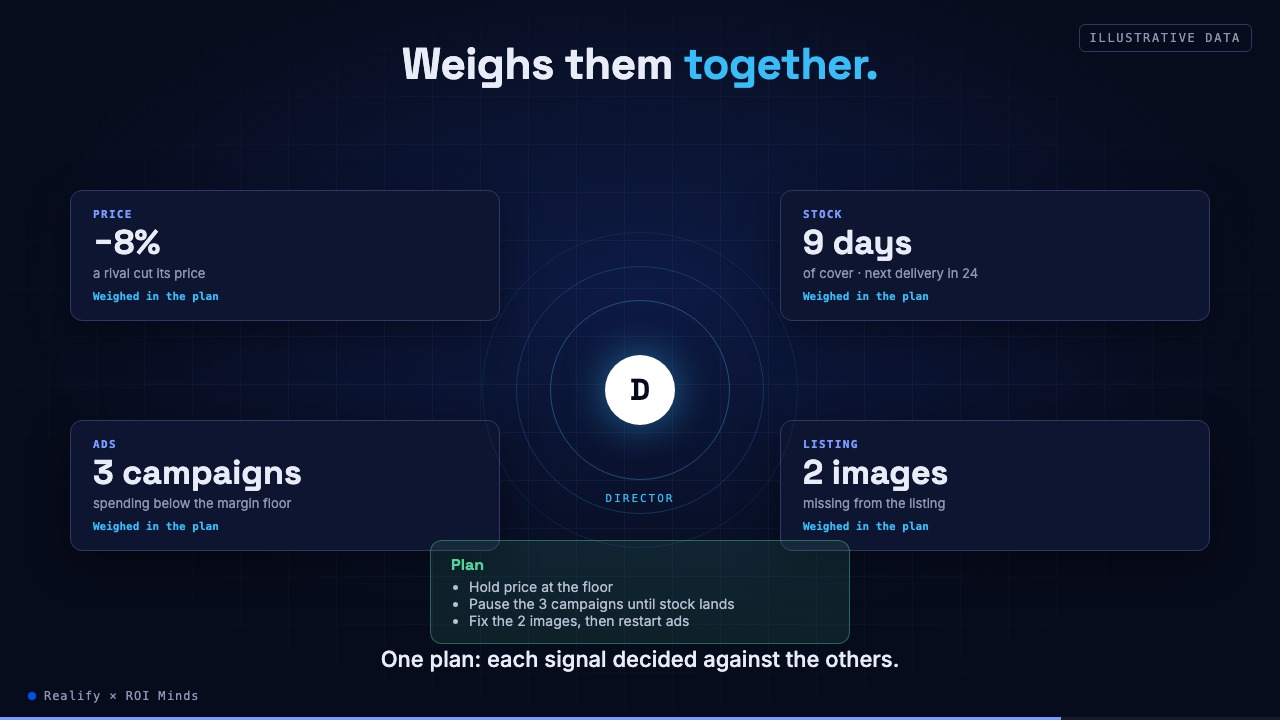 ILLUSTRATIVE DATA
Weighs them together.
PRICE
−8%
a rival cut its price
Weighed in the plan
STOCK
9 days
of cover · next delivery in 24
Weighed in the plan
D
DIRECTOR
ADS
3 campaigns
spending below the margin floor
Weighed in the plan
LISTING
2 images
missing from the listing
Weighed in the plan
Plan
• Hold price at the floor
• Pause the 3 campaigns until stock lands
• Fix the 2 images, then restart ads
One plan: each signal decided against the others.
Realify × ROI Minds